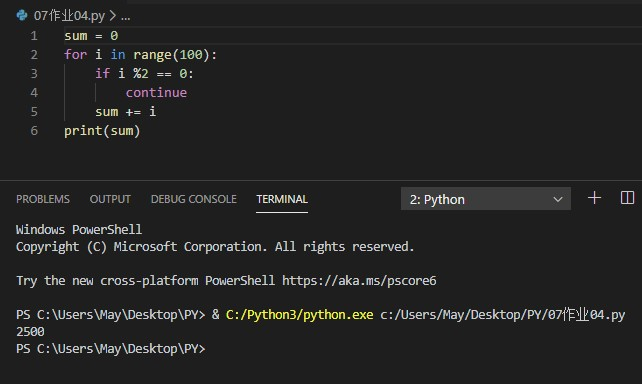 07作业04.py > ...
1 sum = 0
2 for i in range(100):
3     if i %2 == 0:
4         continue
5     sum += i
6 print(sum)
PROBLEMS OUTPUT DEBUG CONSOLE TERMINAL 2: Python
Windows PowerShell
Copyright (C) Microsoft Corporation. All rights reserved.
Try the new cross-platform PowerShell https://aka.ms/pscore6
PS C:\Users\May\Desktop\PY> & C:/Python3/python.exe c:/Users/May/Desktop/PY/07作业04.py
2500
PS C:\Users\May\Desktop\PY>